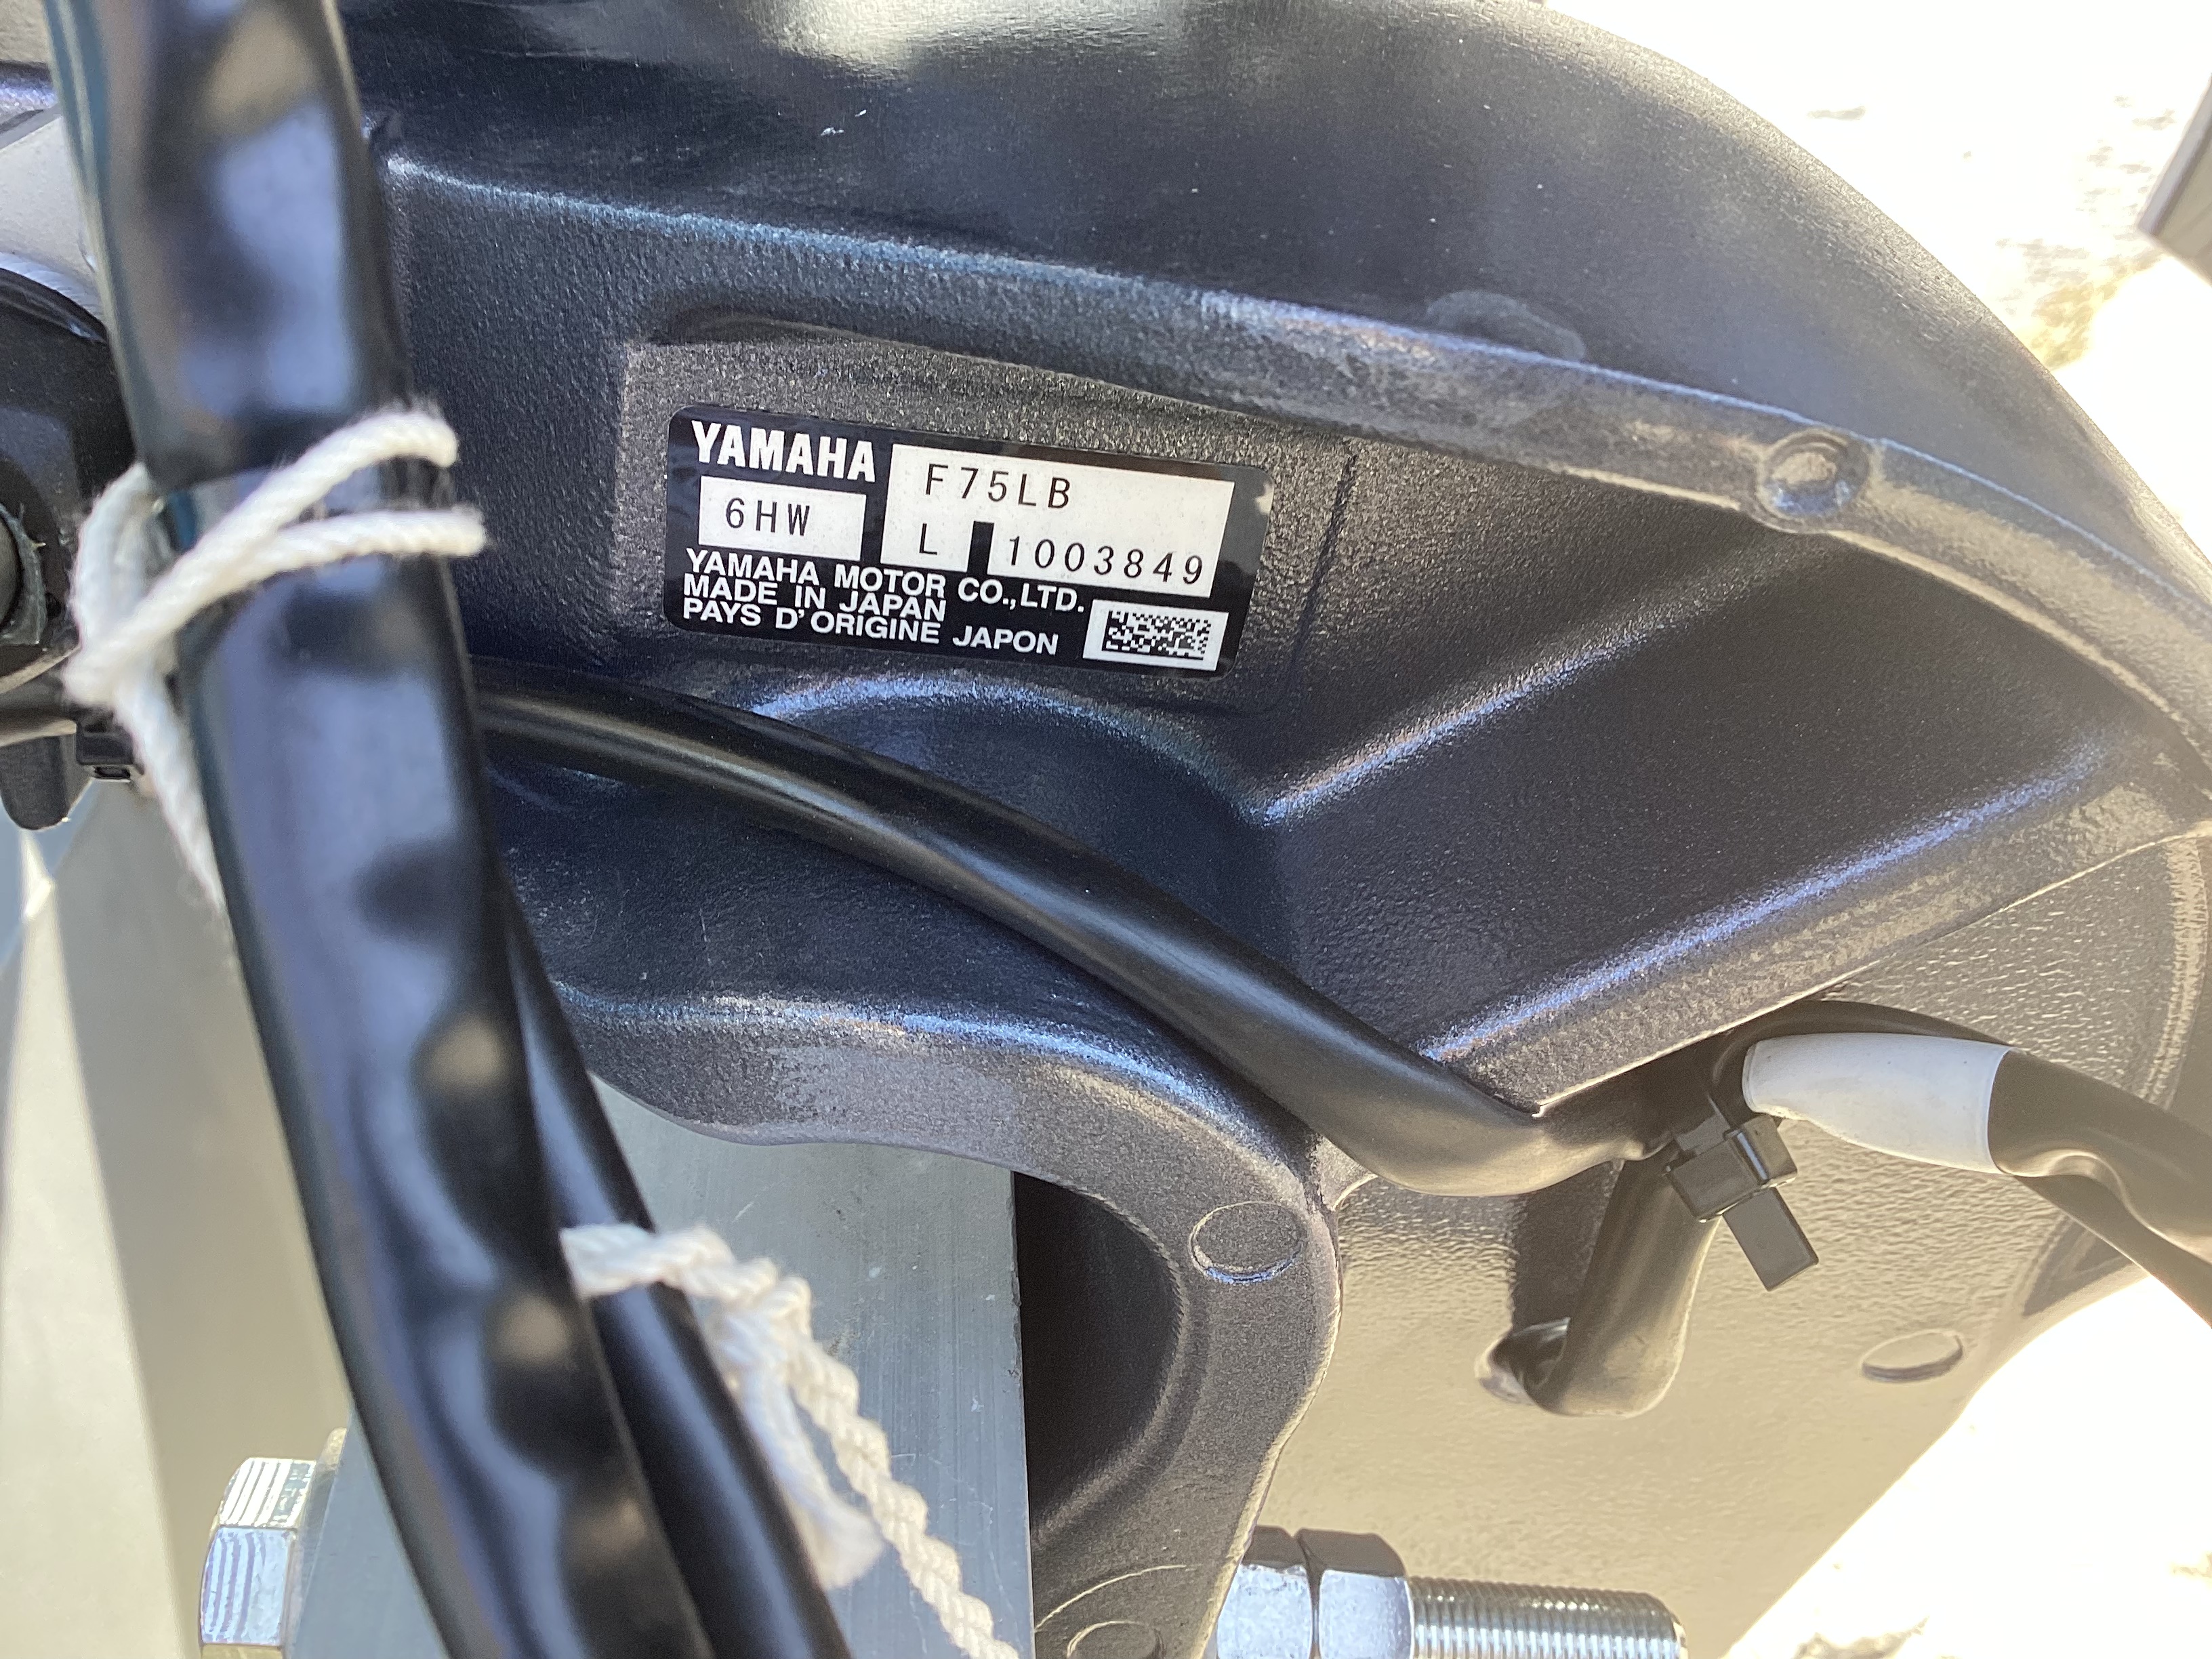 YAMAHA
F75LB
6HW
L 1003849
YAMAHA MOTOR CO.,LTD.
MADE IN JAPAN
PAYS D'ORIGINE JAPON